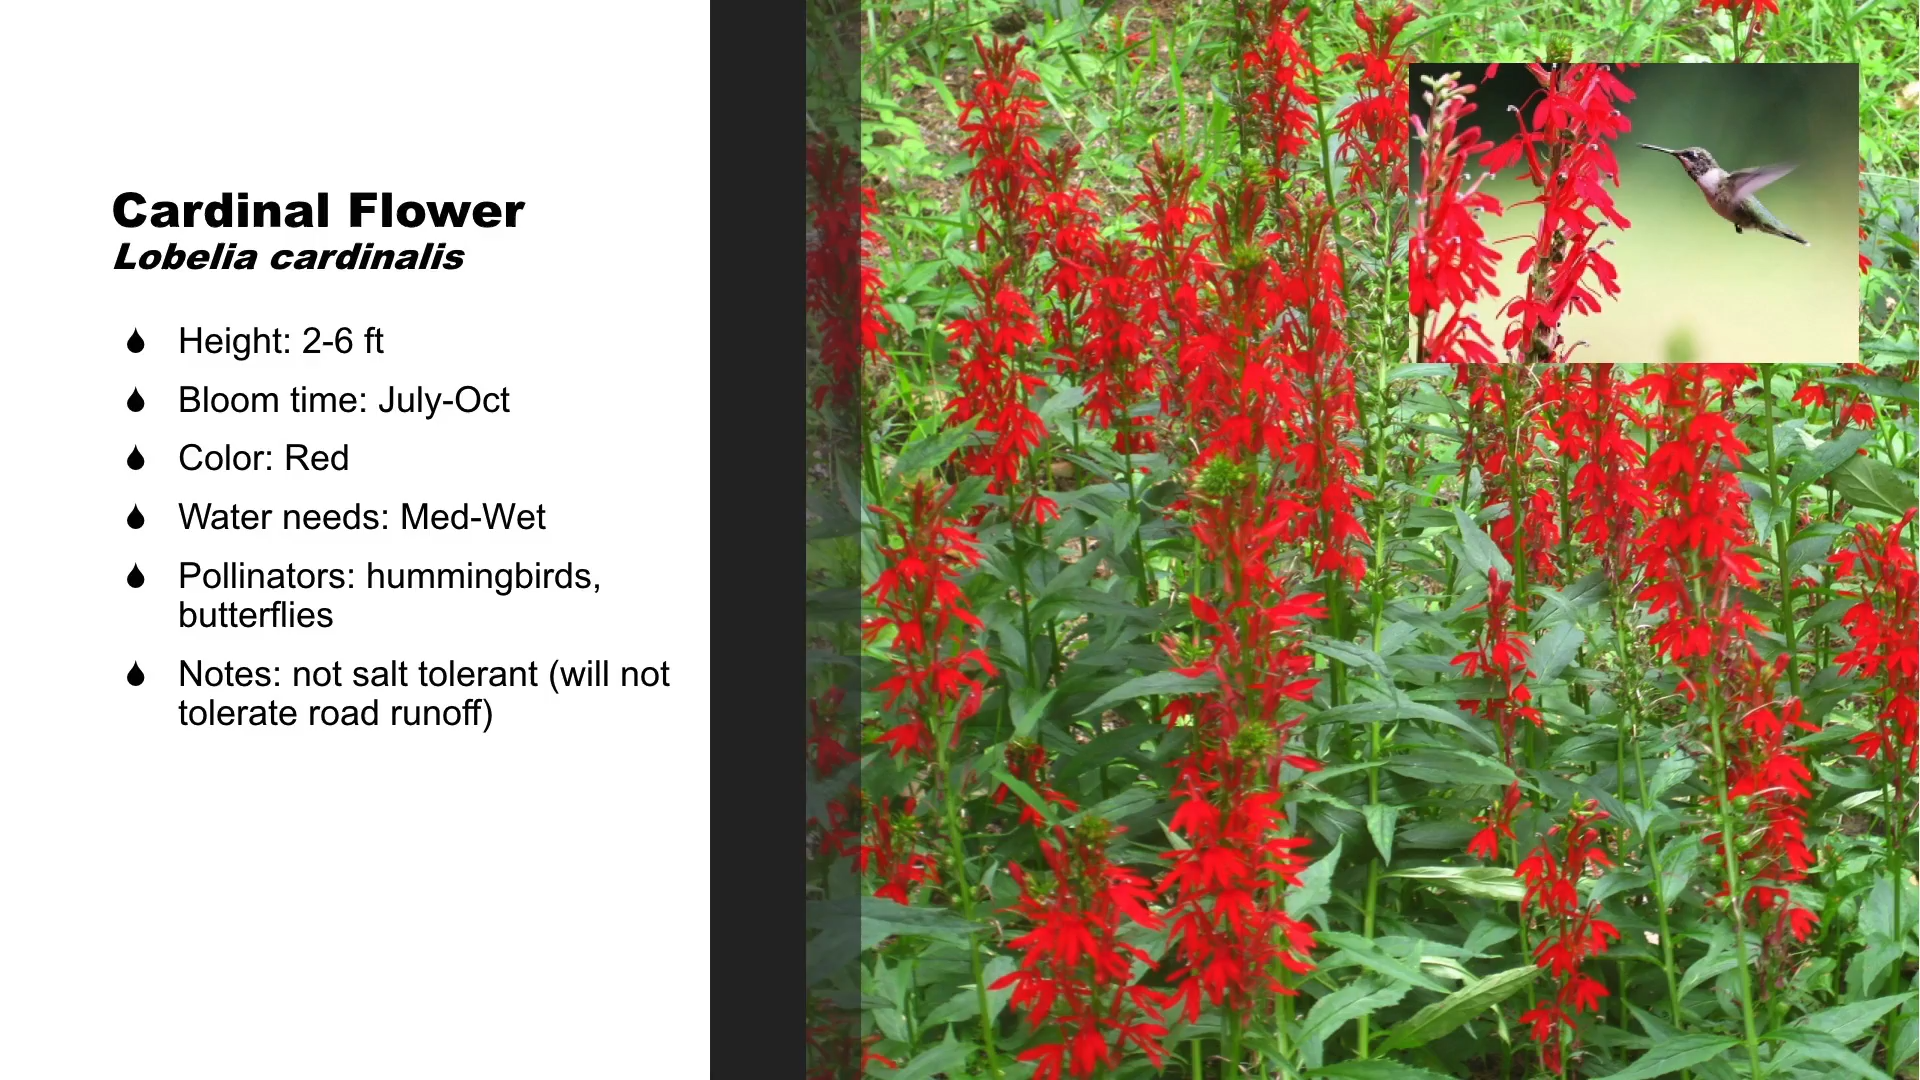 Cardinal Flower
Lobelia cardinalis
Height: 2-6 ft
Bloom time: July-Oct
Color: Red
Water needs: Med-Wet
Pollinators: hummingbirds,
butterflies
Notes: not salt tolerant (will not
tolerate road runoff)